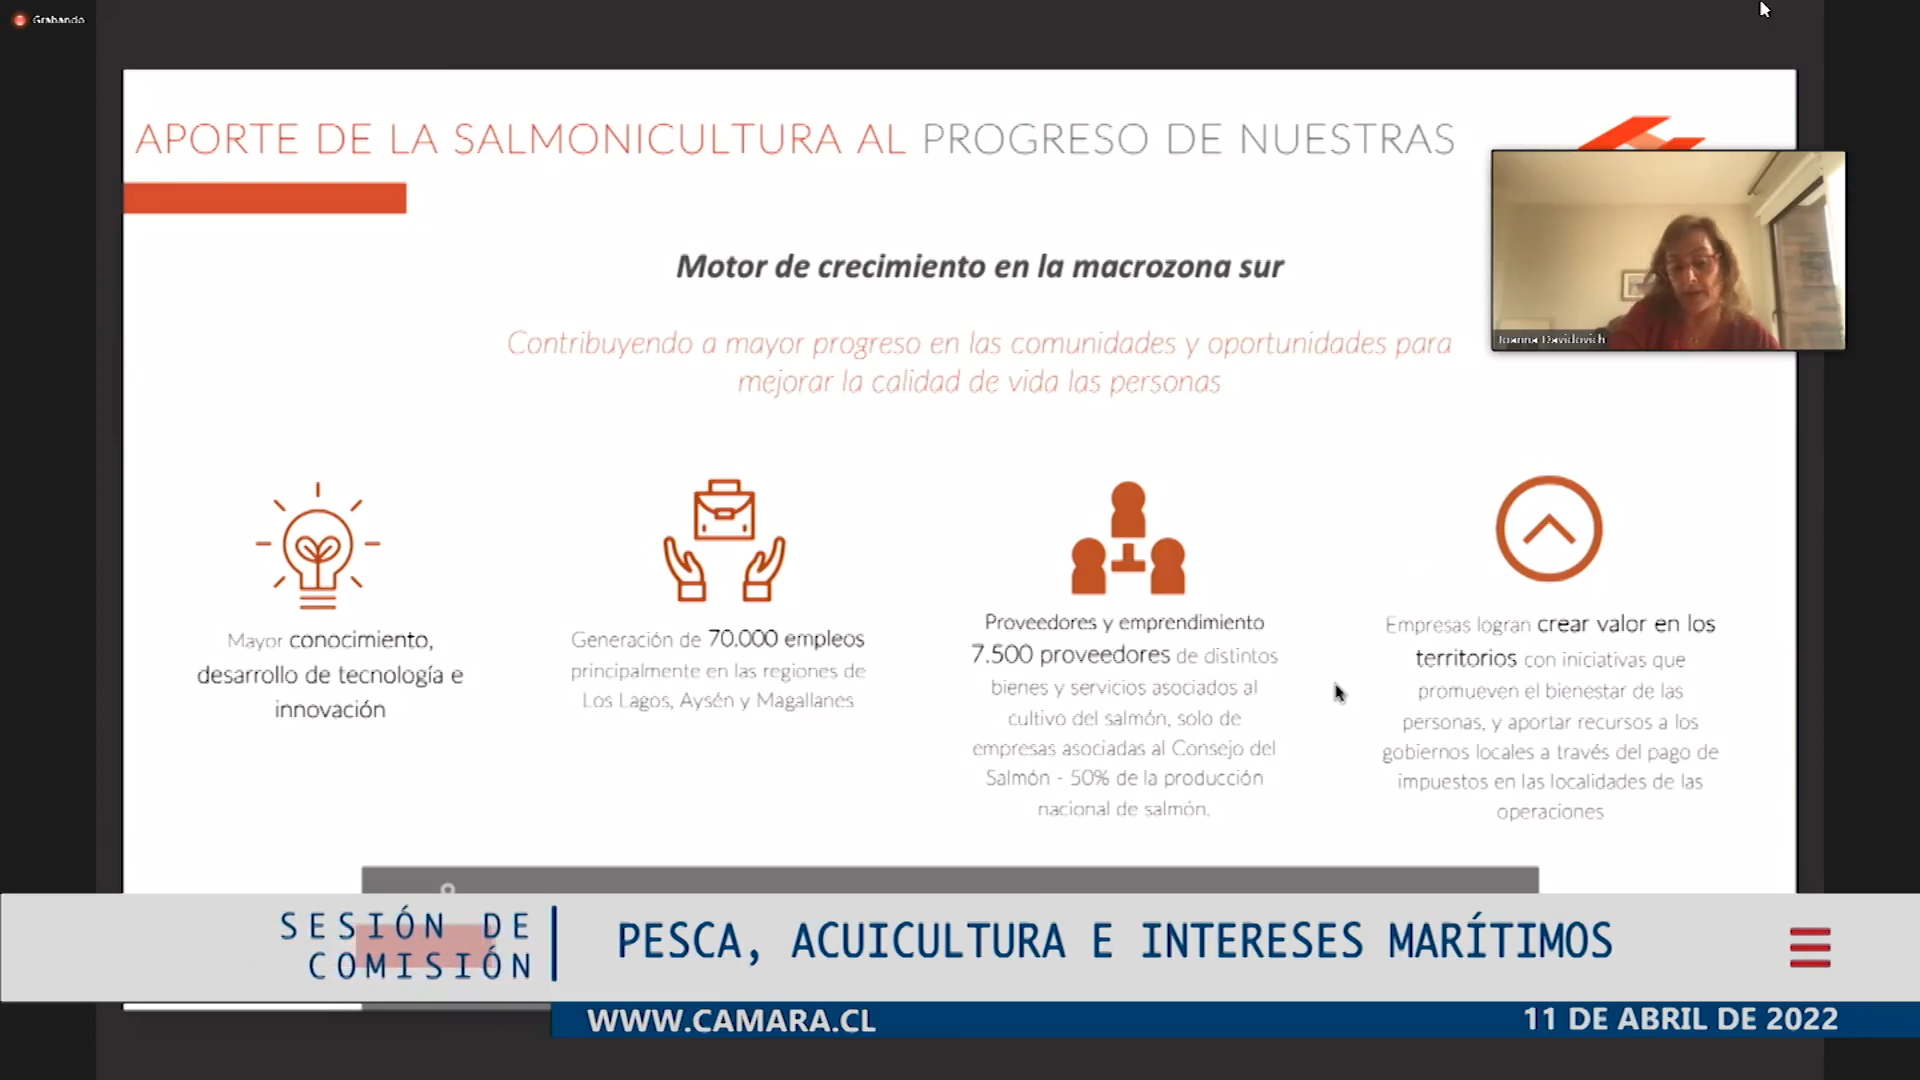 Grabando
APORTE DE LA SALMONICULTURA AL PROGRESO DE NUESTRAS
Motor de crecimiento en la macrozona sur
Contribuyendo a mayor progreso en las comunidades y oportunidades para
mejorar la calidad de vida las personas
Joanna Davidovich
Mayor conocimiento,
desarrollo de tecnología e
innovación
Generación de 70.000 empleos
principalmente en las regiones de
Los Lagos, Aysén y Magallanes
Proveedores y emprendimiento
7.500 proveedores de distintos
bienes y servicios asociados al
cultivo del salmón, solo de
empresas asociadas al Consejo del
Salmón - 50% de la producción
nacional de salmón.
Empresas logran crear valor en los
territorios con iniciativas que
promueven el bienestar de las
personas, y aportar recursos a los
gobiernos locales a través del pago de
impuestos en las localidades de las
operaciones
SESIÓN DE
COMISIÓN
PESCA, ACUICULTURA E INTERESES MARÍTIMOS
WWW.CAMARA.CL
11 DE ABRIL DE 2022